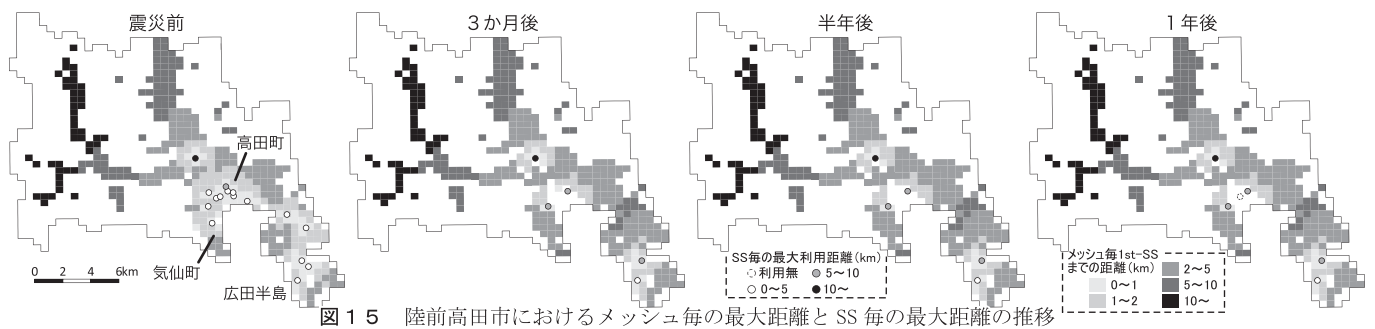 震災前
3か月後
半年後
1年後
高田町
気仙町
広田半島
0 2 4 6km
SS毎の最大利用距離(km)
利用無 5~10
0~5 10~
メッシュ毎1st-SS
までの距離(km)
0~1
1~2
2~5
5~10
10~
図15 陸前高田市におけるメッシュ毎の最大距離とSS毎の最大距離の推移